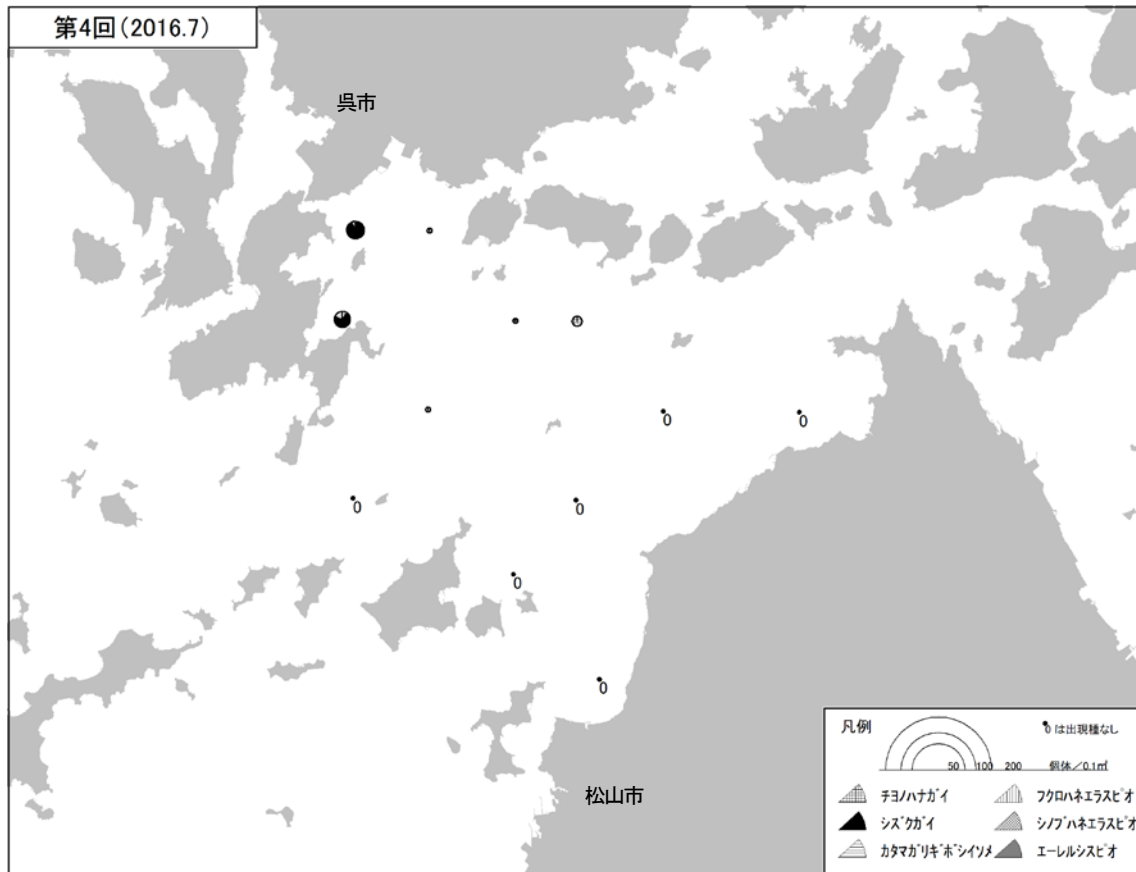 第4回（2016.7）
呉市
0
0
0
0
0
0
松山市
凡例
0 は出現種なし
50 100 200 個体／0.1㎡
チヨノハナガイ
フクロハネエラスピオ
シズクガイ
シノブハネエラスピオ
カタマガリギボシイソメ
エーレルシスピオ